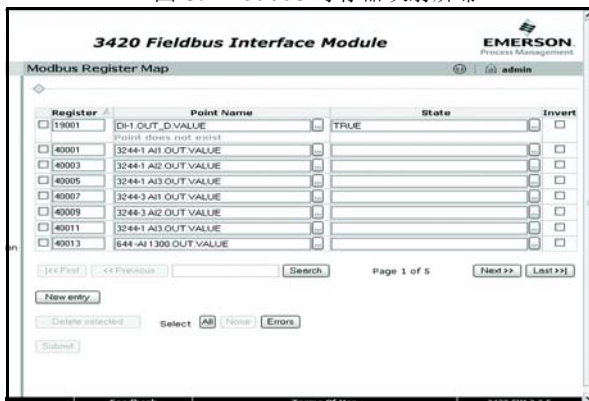 3420 Fieldbus Interface Module
EMERSON.
Process Management
Modbus Register Map
admin
Register Point Name State Invert
19001 DI-1.OUT_D.VALUE ... TRUE ...
Point does not exist
40001 3244-1.AI1.OUT.VALUE ... ...
40003 3244-1.AI2.OUT.VALUE ... ...
40005 3244-1.AI3.OUT.VALUE ... ...
40007 3244-3.AI1.OUT.VALUE ... ...
40009 3244-3.AI2.OUT.VALUE ... ...
40011 3244-1.AI3.OUT.VALUE ... ...
40013 644-AI1300.OUT.VALUE ... ...
|<< First << Previous Search Page 1 of 5 Next >> Last >>|
New entry
Delete selected Select All None Errors
Submit